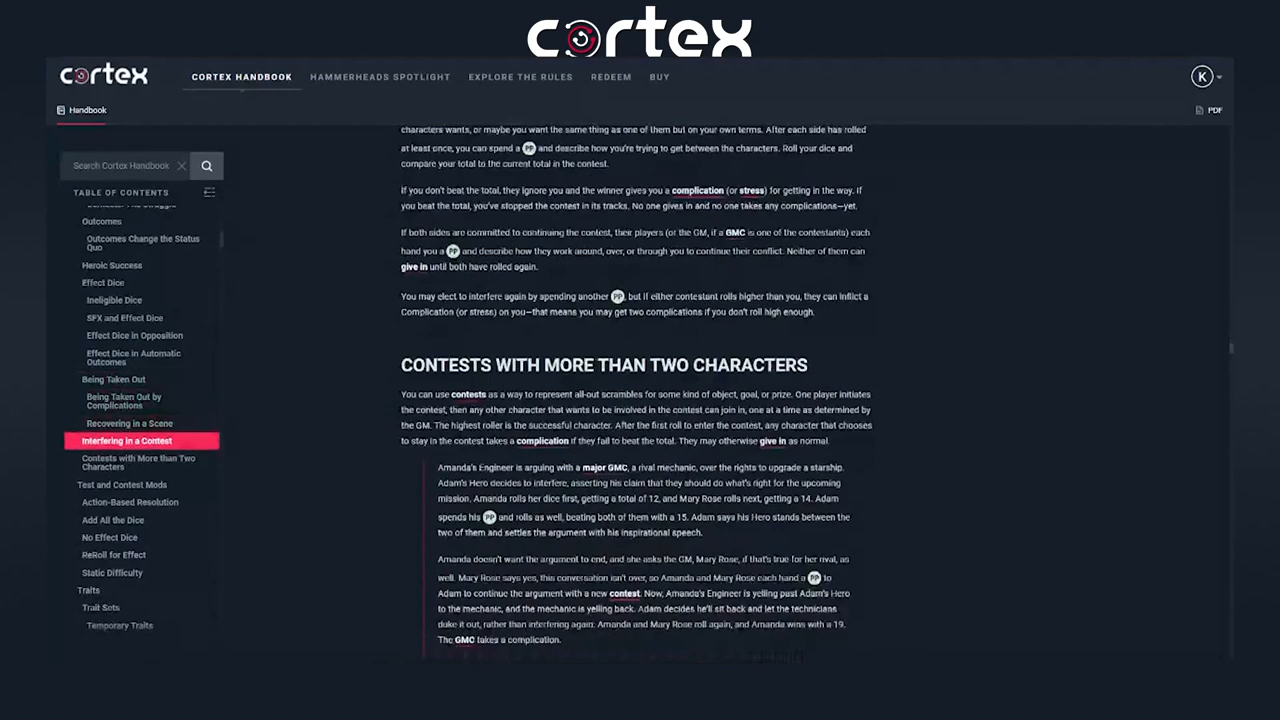 cortex
cortex
CORTEX HANDBOOK
HAMMERHEADS SPOTLIGHT
EXPLORE THE RULES
REDEEM
BUY
K
Handbook
PDF
Search Cortex Handbook
TABLE OF CONTENTS
Outcomes
Outcomes Change the Status
Quo
Heroic Success
Effect Dice
Ineligible Dice
SFX and Effect Dice
Effect Dice in Opposition
Effect Dice in Automatic
Outcomes
Being Taken Out
Being Taken Out by
Complications
Recovering in a Scene
Interfering in a Contest
Contests with More than Two
Characters
Test and Contest Mods
Action-Based Resolution
Add All the Dice
No Effect Dice
ReRoll for Effect
Static Difficulty
Traits
Trait Sets
Temporary Traits
characters wants, or maybe you want the same thing as one of them but on your own terms. After each side has rolled
at least once, you can spend a PP and describe how you're trying to get between the characters. Roll your dice and
compare your total to the current total in the contest.
If you don't beat the total, they ignore you and the winner gives you a complication (or stress) for getting in the way. If
you beat the total, you've stopped the contest in its tracks. No one gives in and no one takes any complications—yet.
If both sides are committed to continuing the contest, their players (or the GM, if a GMC is one of the contestants) each
hand you a PP and describe how they work around, over, or through you to continue their conflict. Neither of them can
give in until both have rolled again.
You may elect to interfere again by spending another PP, but if either contestant rolls higher than you, they can inflict a
Complication (or stress) on you—that means you may get two complications if you don't roll high enough.
CONTESTS WITH MORE THAN TWO CHARACTERS
You can use contests as a way to represent all-out scrambles for some kind of object, goal, or prize. One player initiates
the contest, then any other character that wants to be involved in the contest can join in, one at a time as determined by
the GM. The highest roller is the successful character. After the first roll to enter the contest, any character that chooses
to stay in the contest takes a complication if they fail to beat the total. They may otherwise give in as normal.
Amanda's Engineer is arguing with a major GMC, a rival mechanic, over the rights to upgrade a starship.
Adam's Hero decides to interfere, asserting his claim that they should do what's right for the upcoming
mission. Amanda rolls her dice first, getting a total of 12, and Mary Rose rolls next, getting a 14. Adam
spends his PP and rolls as well, beating both of them with a 15. Adam says his Hero stands between the
two of them and settles the argument with his inspirational speech.
Amanda doesn't want the argument to end, and she asks the GM, Mary Rose, if that's true for her rival, as
well. Mary Rose says yes, this conversation isn't over, so Amanda and Mary Rose each hand a PP to
Adam to continue the argument with a new contest. Now, Amanda's Engineer is yelling past Adam's Hero
to the mechanic, and the mechanic is yelling back. Adam decides he'll sit back and let the technicians
duke it out, rather than interfering again. Amanda and Mary Rose roll again, and Amanda wins with a 19.
The GMC takes a complication.